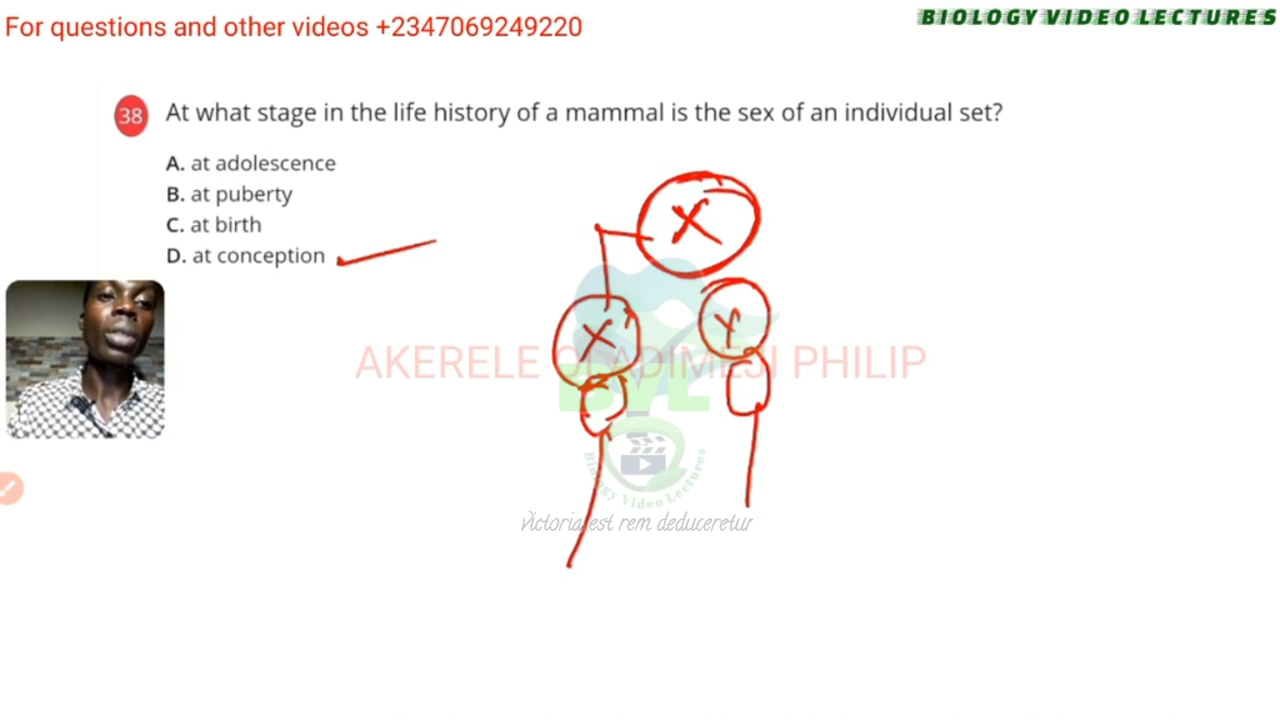 For questions and other videos +2347069249220
BIOLOGY VIDEO LECTURES
38 At what stage in the life history of a mammal is the sex of an individual set?
A. at adolescence
B. at puberty
C. at birth
D. at conception
X
X Y
AKERELE OLADIMEJI PHILIP
BVL
Biology Video Lectures
Victoria est rem deduceretur